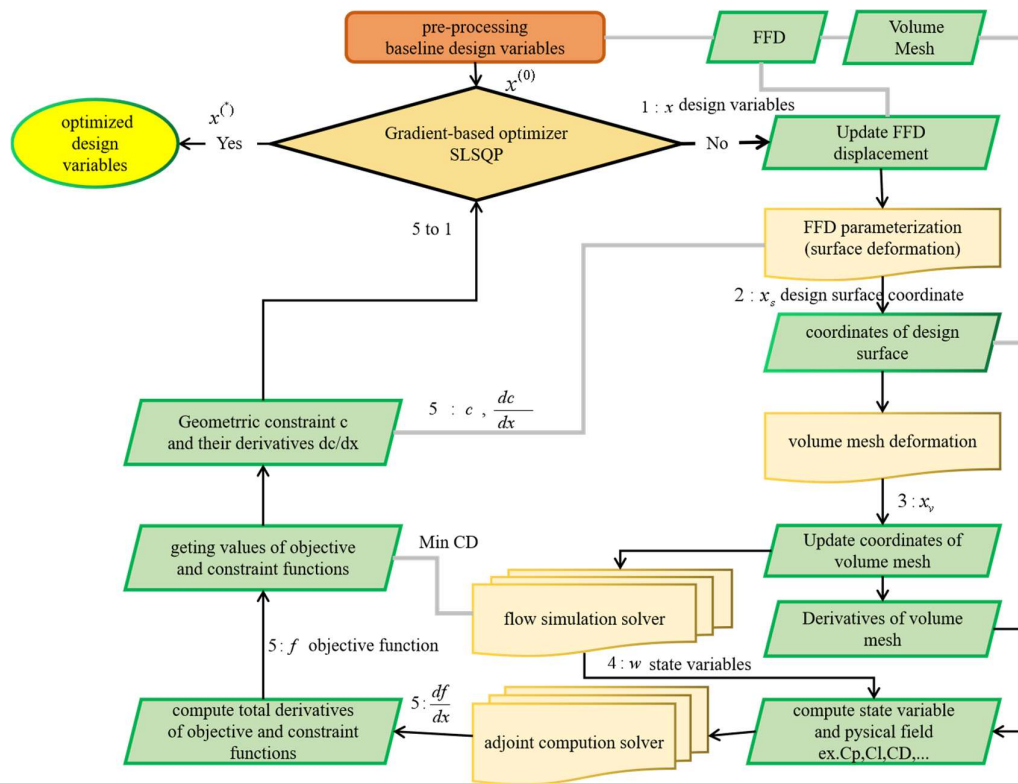 pre-processing
baseline design variables
FFD
Volume
Mesh
x^(0)
1 : x design variables
x^(*)
optimized
design
variables
Yes
Gradient-based optimizer
SLSQP
No
Update FFD
displacement
5 to 1
FFD parameterization
(surface deformation)
2 : x_s design surface coordinate
coordinates of design
surface
Geometrric constraint c
and their derivatives dc/dx
5 : c , dc/dx
volume mesh deformation
3 : x_v
geting values of objective
and constraint functions
Min CD
Update coordinates of
volume mesh
flow simulation solver
Derivatives of volume
mesh
5 : f objective function
4 : w state variables
compute total derivatives
of objective and constraint
functions
5 : df/dx
adjoint compution solver
compute state variable
and pysical field
ex.Cp,Cl,CD,...